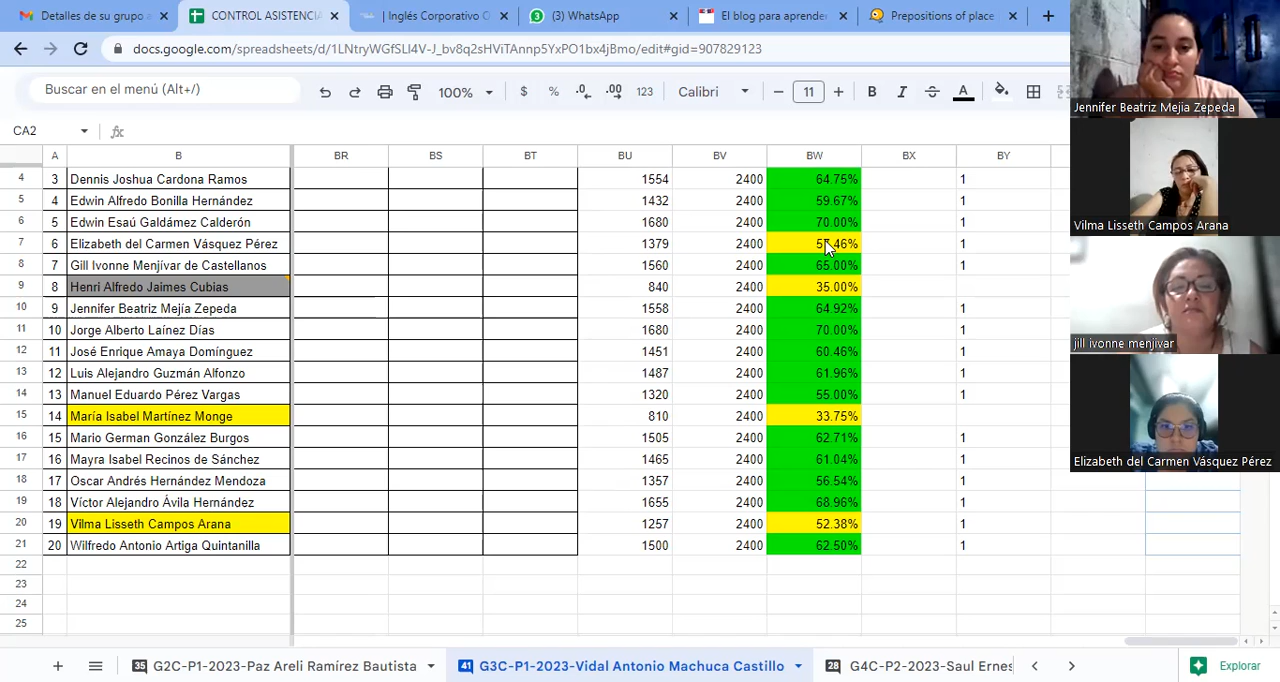 Detalles de su grupo
CONTROL ASISTENCIA
Inglés Corporativo
(3) WhatsApp
El blog para aprender
Prepositions of place
docs.google.com/spreadsheets/d/1LNtryWGfSLI4V-J_bv8q2sHViTAnnp5YxPO1bx4jBmo/edit#gid=907829123
Buscar en el menú (Alt+/)
100%
$ % .0 .00 123
Calibri
11
B I A
CA2
fx
A B BR BS BT BU BV BW BX BY
4 3 Dennis Joshua Cardona Ramos 1554 2400 64.75% 1
5 4 Edwin Alfredo Bonilla Hernández 1432 2400 59.67% 1
6 5 Edwin Esaú Galdámez Calderón 1680 2400 70.00% 1
7 6 Elizabeth del Carmen Vásquez Pérez 1379 2400 57.46% 1
8 7 Gill Ivonne Menjívar de Castellanos 1560 2400 65.00% 1
9 8 Henri Alfredo Jaimes Cubias 840 2400 35.00%
10 9 Jennifer Beatríz Mejía Zepeda 1558 2400 64.92% 1
11 10 Jorge Alberto Laínez Días 1680 2400 70.00% 1
12 11 José Enrique Amaya Domínguez 1451 2400 60.46% 1
13 12 Luis Alejandro Guzmán Alfonzo 1487 2400 61.96% 1
14 13 Manuel Eduardo Pérez Vargas 1320 2400 55.00% 1
15 14 María Isabel Martínez Monge 810 2400 33.75%
16 15 Mario German González Burgos 1505 2400 62.71% 1
17 16 Mayra Isabel Recinos de Sánchez 1465 2400 61.04% 1
18 17 Oscar Andrés Hernández Mendoza 1357 2400 56.54% 1
19 18 Víctor Alejandro Ávila Hernández 1655 2400 68.96% 1
20 19 Vilma Lisseth Campos Arana 1257 2400 52.38% 1
21 20 Wilfredo Antonio Artiga Quintanilla 1500 2400 62.50% 1
22
23
24
25
35 G2C-P1-2023-Paz Areli Ramírez Bautista
41 G3C-P1-2023-Vidal Antonio Machuca Castillo
28 G4C-P2-2023-Saul Ernes
Explorar
Jennifer Beatriz Mejia Zepeda
Vilma Lisseth Campos Arana
jill ivonne menjivar
Elizabeth del Carmen Vásquez Pérez